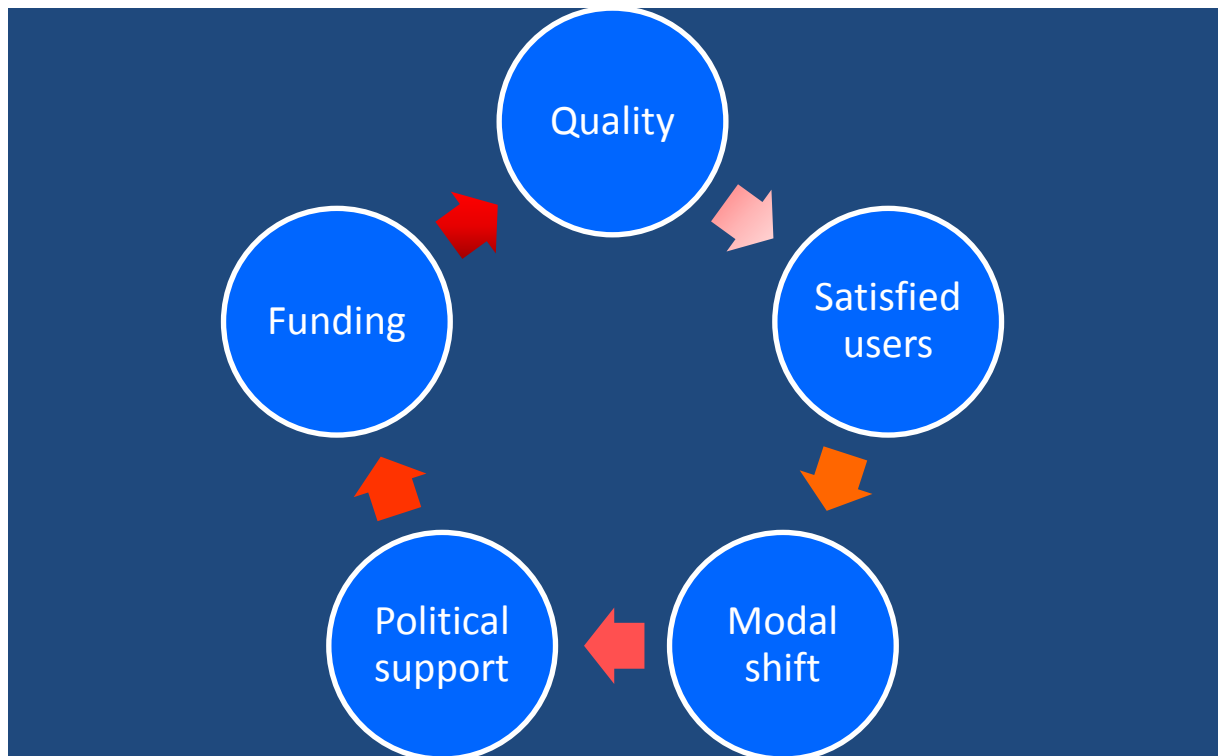 Quality
Satisfied
users
Modal
shift
Political
support
Funding